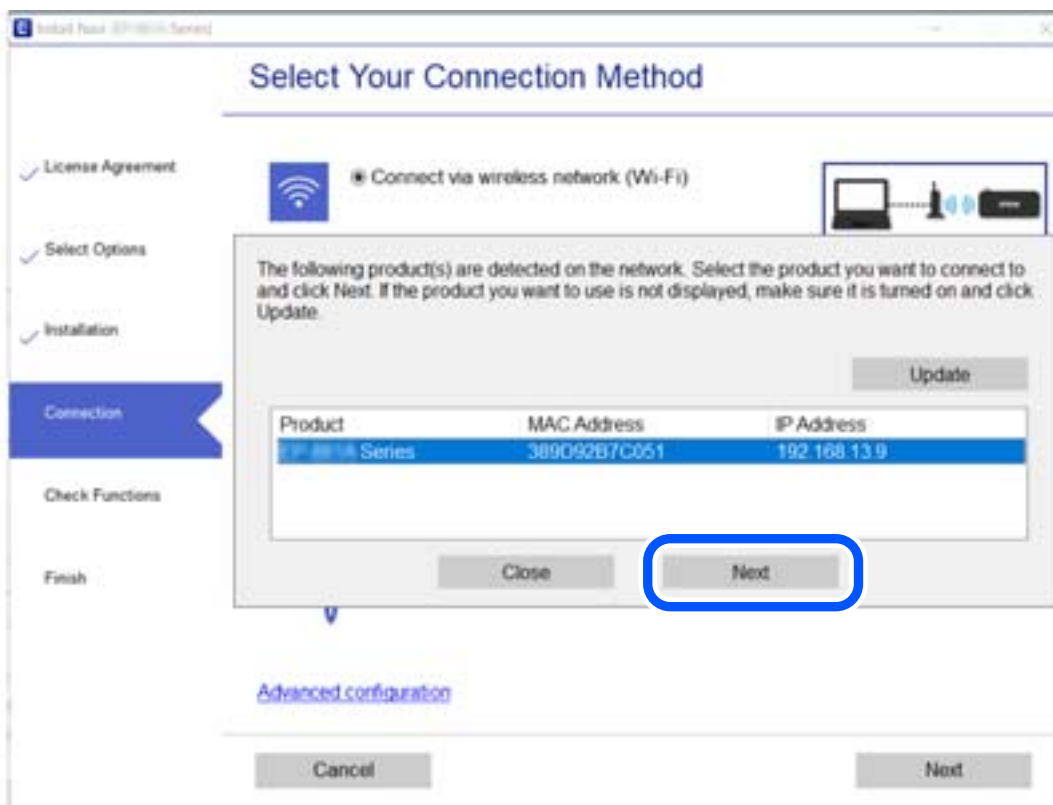 Select Your Connection Method
License Agreement
Select Options
Installation
Connection
Check Functions
Finish
Connect via wireless network (Wi-Fi)
The following product(s) are detected on the network. Select the product you want to connect to
and click Next. If the product you want to use is not displayed, make sure it is turned on and click
Update.
Update
Product MAC Address IP Address
Series 389D92B7C051 192.168.13.9
Close Next
Advanced configuration
Cancel Next